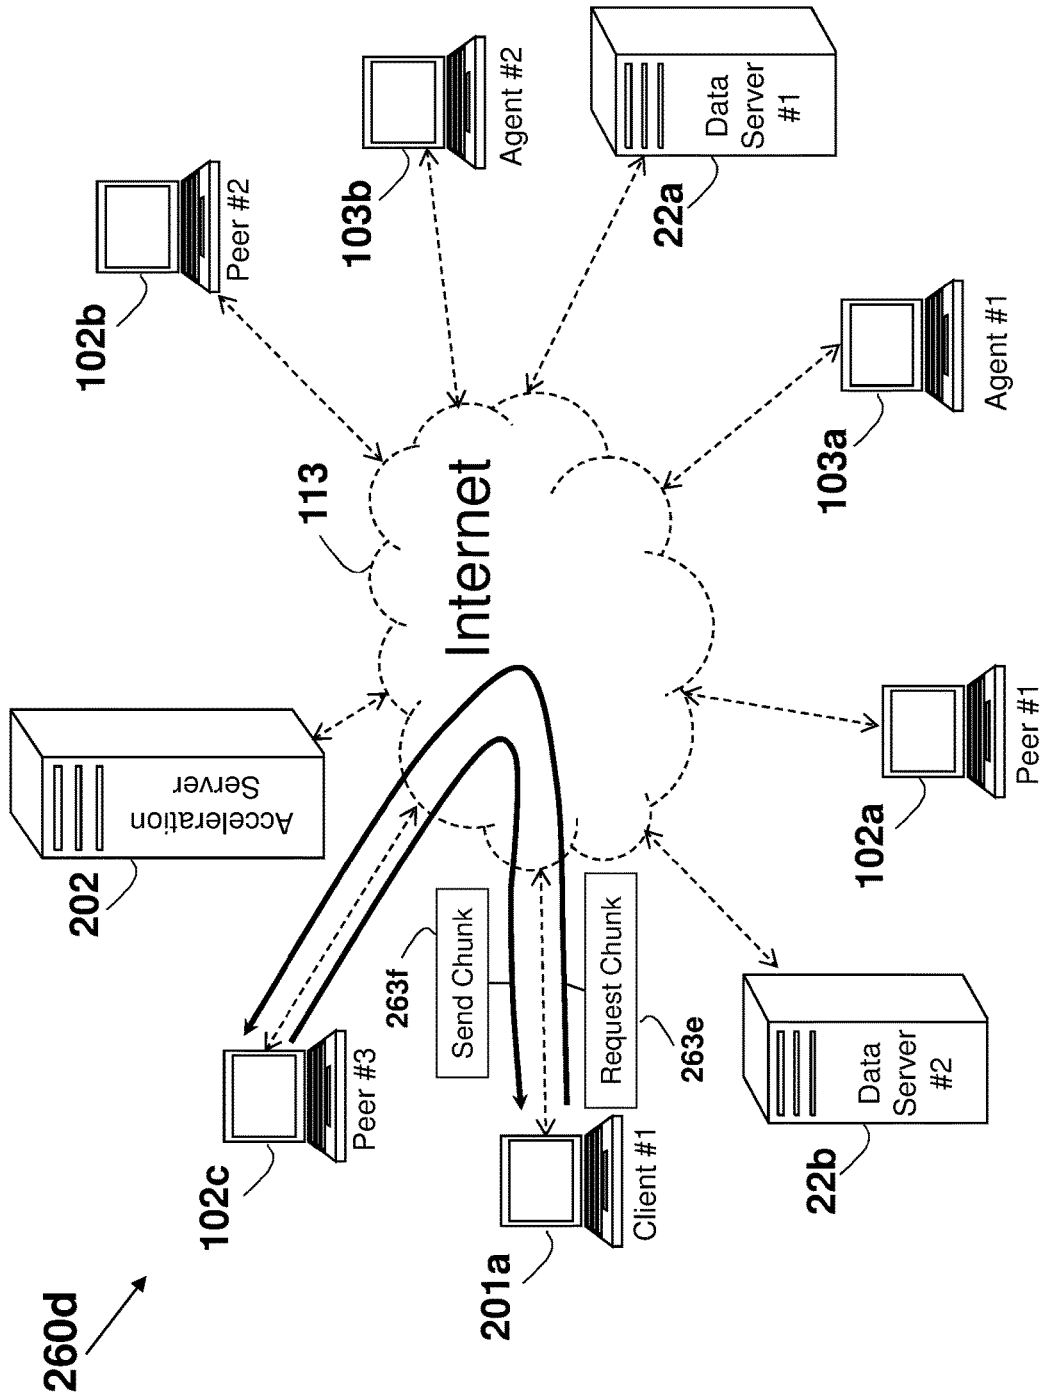 260d
102c
Peer #3
202
Acceleration
Server
113
102b
Peer #2
103b
Agent #2
22a
Data
Server
#1
Internet
263f
Send Chunk
Request Chunk
263e
201a
Client #1
22b
Data
Server
#2
102a
Peer #1
103a
Agent #1